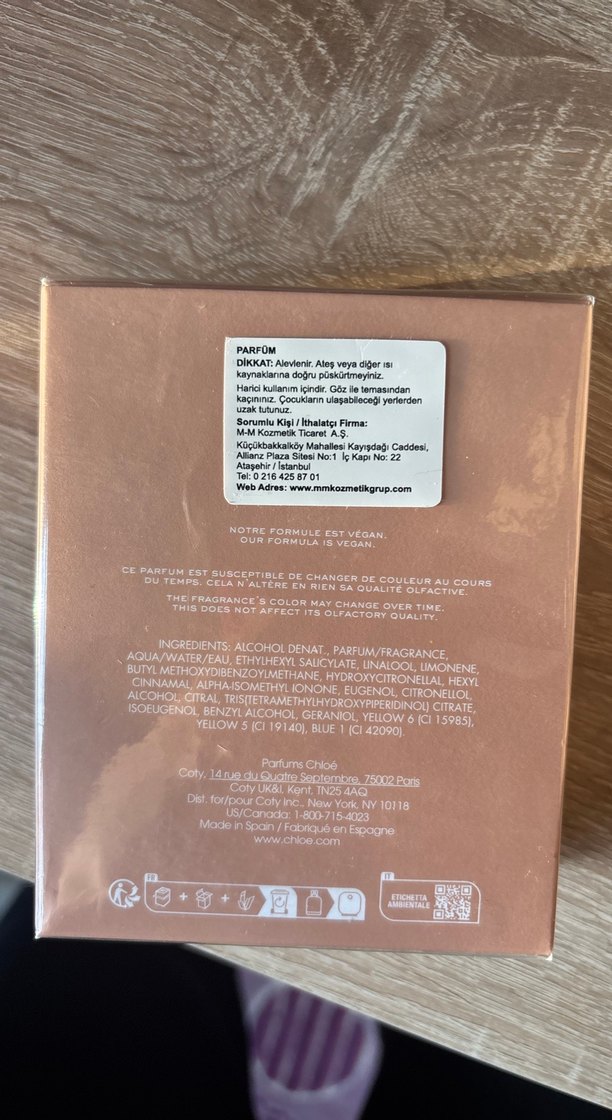 PARFÜM
DİKKAT: Alevlenir. Ateş veya diğer ısı
kaynaklarına doğru püskürtmeyiniz.
Harici kullanım içindir. Göz ile temasından
kaçınınız. Çocukların ulaşabileceği yerlerden
uzak tutunuz.
Sorumlu Kişi / İthalatçı Firma:
M-M Kozmetik Ticaret A.Ş.
Küçükbakkalköy Mahallesi Kayışdağı Caddesi,
Allianz Plaza Sitesi No:1 İç Kapı No: 22
Ataşehir / İstanbul
Tel: 0 216 425 87 01
Web Adres: www.mmkozmetikgrup.com
NOTRE FORMULE EST VÉGAN.
OUR FORMULA IS VEGAN.
CE PARFUM EST SUSCEPTIBLE DE CHANGER DE COULEUR AU COURS
DU TEMPS. CELA N'ALTÈRE EN RIEN SA QUALITÉ OLFACTIVE.
THE FRAGRANCE'S COLOR MAY CHANGE OVER TIME.
THIS DOES NOT AFFECT ITS OLFACTORY QUALITY.
INGREDIENTS: ALCOHOL DENAT., PARFUM/FRAGRANCE,
AQUA/WATER/EAU, ETHYLHEXYL SALICYLATE, LINALOOL, LIMONENE,
BUTYL METHOXYDIBENZOYLMETHANE, HYDROXYCITRONELLAL, HEXYL
CINNAMAL, ALPHA-ISOMETHYL IONONE, EUGENOL, CITRONELLOL,
ALCOHOL, CITRAL, TRIS(TETRAMETHYLHYDROXYPIPERIDINOL) CITRATE,
ISOEUGENOL, BENZYL ALCOHOL, GERANIOL, YELLOW 6 (CI 15985),
YELLOW 5 (CI 19140), BLUE 1 (CI 42090).
Parfums Chloé
Coty, 14 rue du Quatre Septembre, 75002 Paris
Coty UK&I. Kent. TN25 4AQ
Dist. for/pour Coty Inc., New York, NY 10118
US/Canada: 1-800-715-4023
Made in Spain / Fabriqué en Espagne
www.chloe.com
FR
IT
ETICHETTA
AMBIENTALE